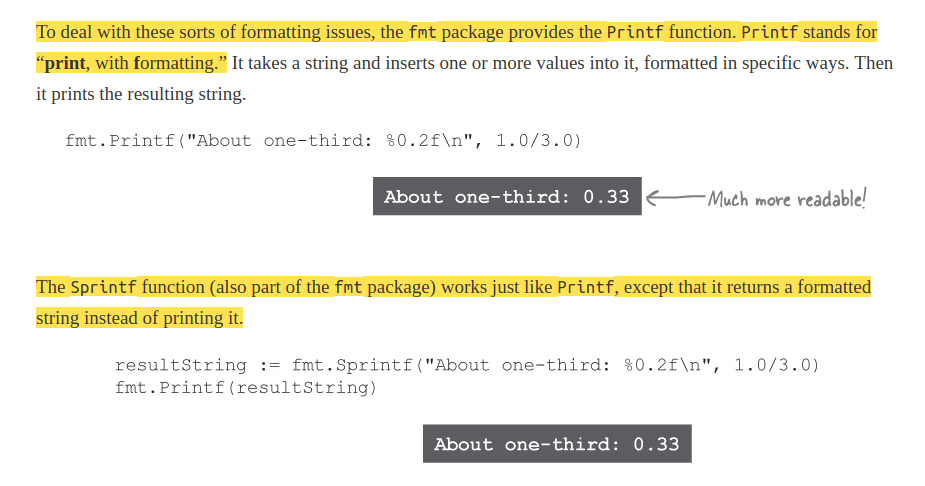 To deal with these sorts of formatting issues, the fmt package provides the Printf function. Printf stands for
“print, with formatting.” It takes a string and inserts one or more values into it, formatted in specific ways. Then
it prints the resulting string.
fmt.Printf("About one-third: %0.2f\n", 1.0/3.0)
About one-third: 0.33
Much more readable!
The Sprintf function (also part of the fmt package) works just like Printf, except that it returns a formatted
string instead of printing it.
resultString := fmt.Sprintf("About one-third: %0.2f\n", 1.0/3.0)
fmt.Printf(resultString)
About one-third: 0.33